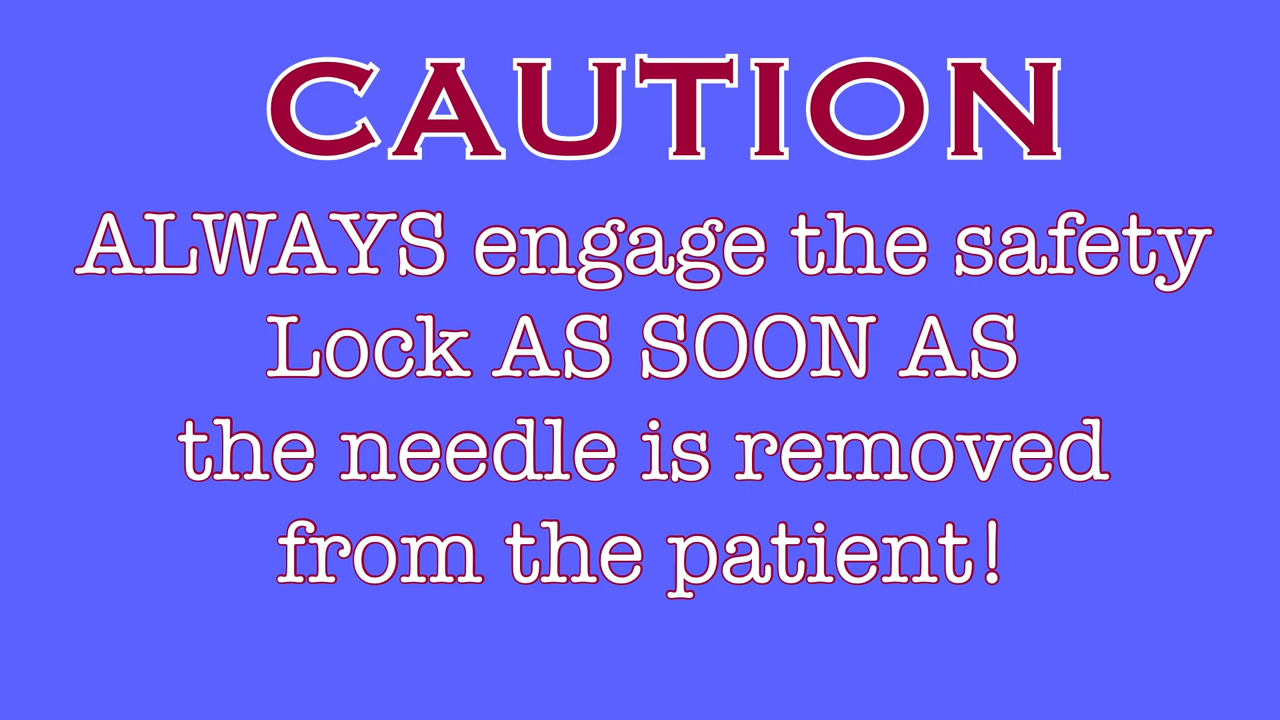 CAUTION
ALWAYS engage the safety
Lock AS SOON AS
the needle is removed
from the patient!